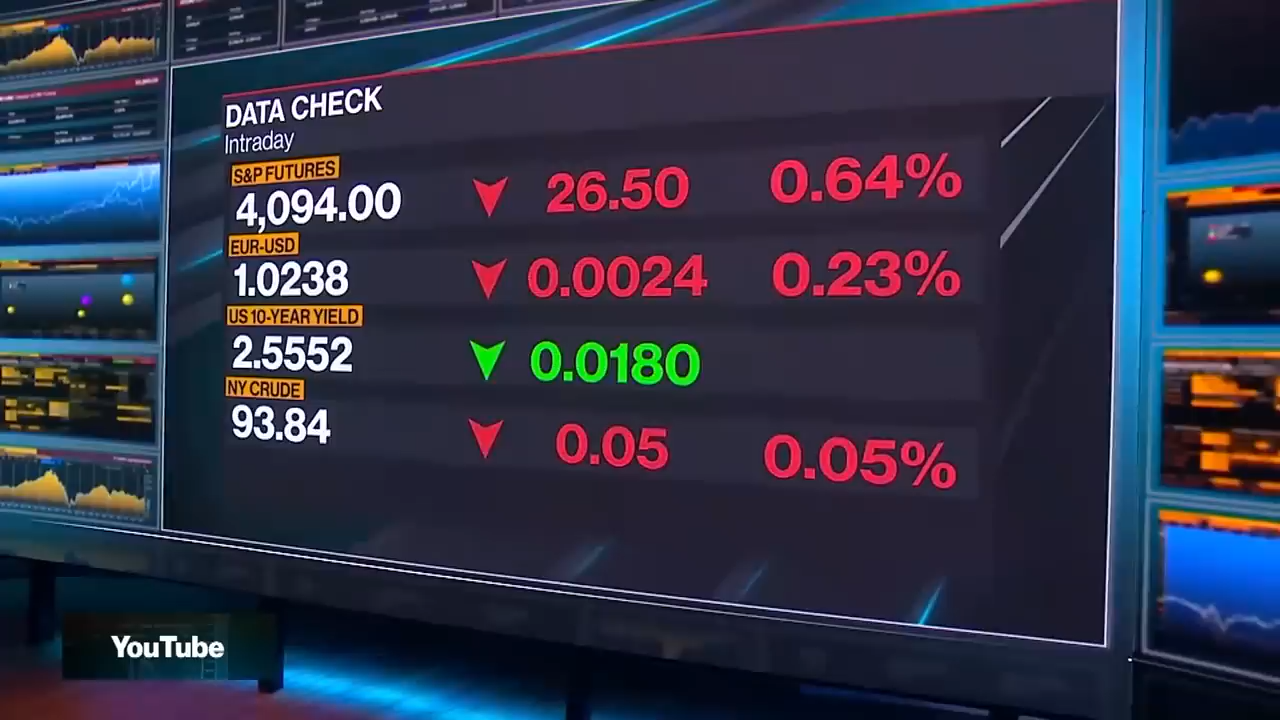 DATA CHECK
Intraday
S&P FUTURES
4,094.00 26.50 0.64%
EUR-USD
1.0238 0.0024 0.23%
US 10-YEAR YIELD
2.5552 0.0180
NY CRUDE
93.84 0.05 0.05%
YouTube